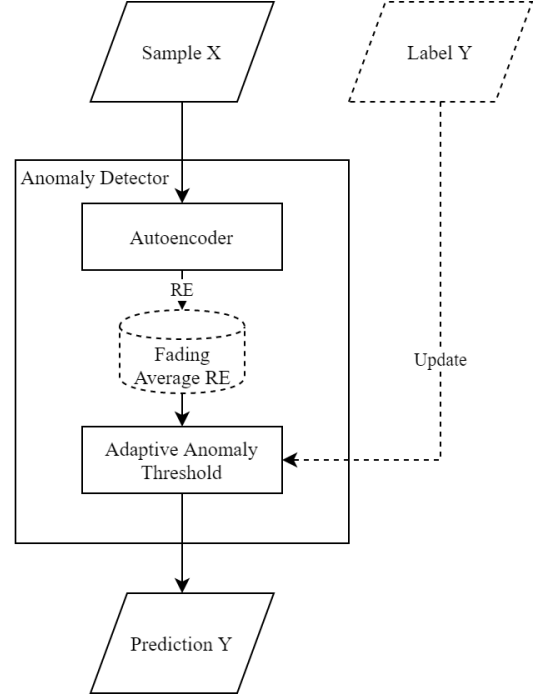 Sample X
Label Y
Anomaly Detector
Autoencoder
RE
Fading
Average RE
Update
Adaptive Anomaly
Threshold
Prediction Y